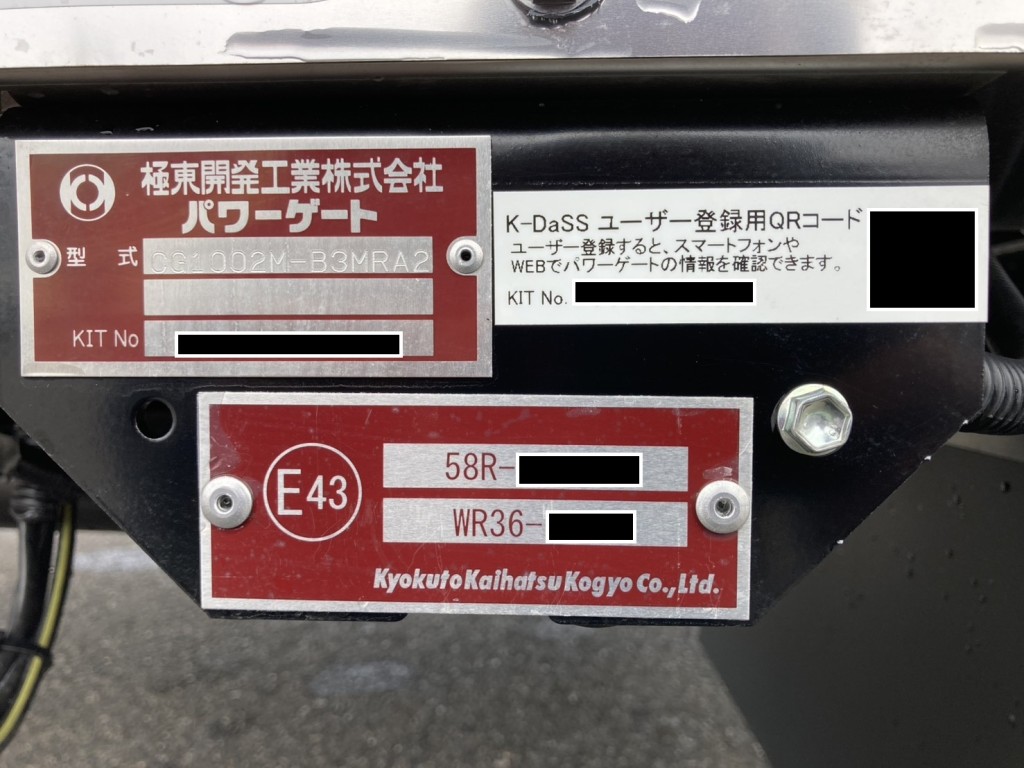 極東開発工業株式会社
パワーゲート
型式 CG1002M-B3MRA2
KIT No
K-DaSS ユーザー登録用QRコード
ユーザー登録すると、スマートフォンや
WEBでパワーゲートの情報を確認できます。
KIT No.
E43
58R-
WR36-
Kyokuto Kaihatsu Kogyo Co.,Ltd.